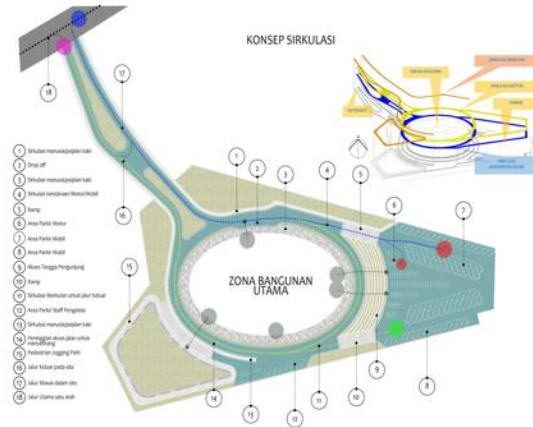 KONSEP SIRKULASI
18
17
16
15
1
2
3
4
5
6
7
ZONA BANGUNAN
UTAMA
14
13
12
11
10
9
8
1 Sirkulasi manusia/pejalan kaki
2 Drop off
3 Sirkulasi manusia/pejalan kaki
4 Sirkulasi kendaraan Motor/Mobil
5 Ramp
6 Area Parkir Motor
7 Area Parkir Mobil
8 Area Parkir Mobil
9 Akses Tangga Pengunjung
10 Ramp
11 Sirkulasi Memutar untuk jalur keluar
12 Area Parkir Staff Pengelola
13 Sirkulasi manusia/pejalan kaki
14 Peninggian akses jalan untuk
menyebrang
15 Pedestrian Jogging Path
16 Jalur Keluar pada site
17 Jalur Masuk dalam site
18 Jalur Utama satu arah